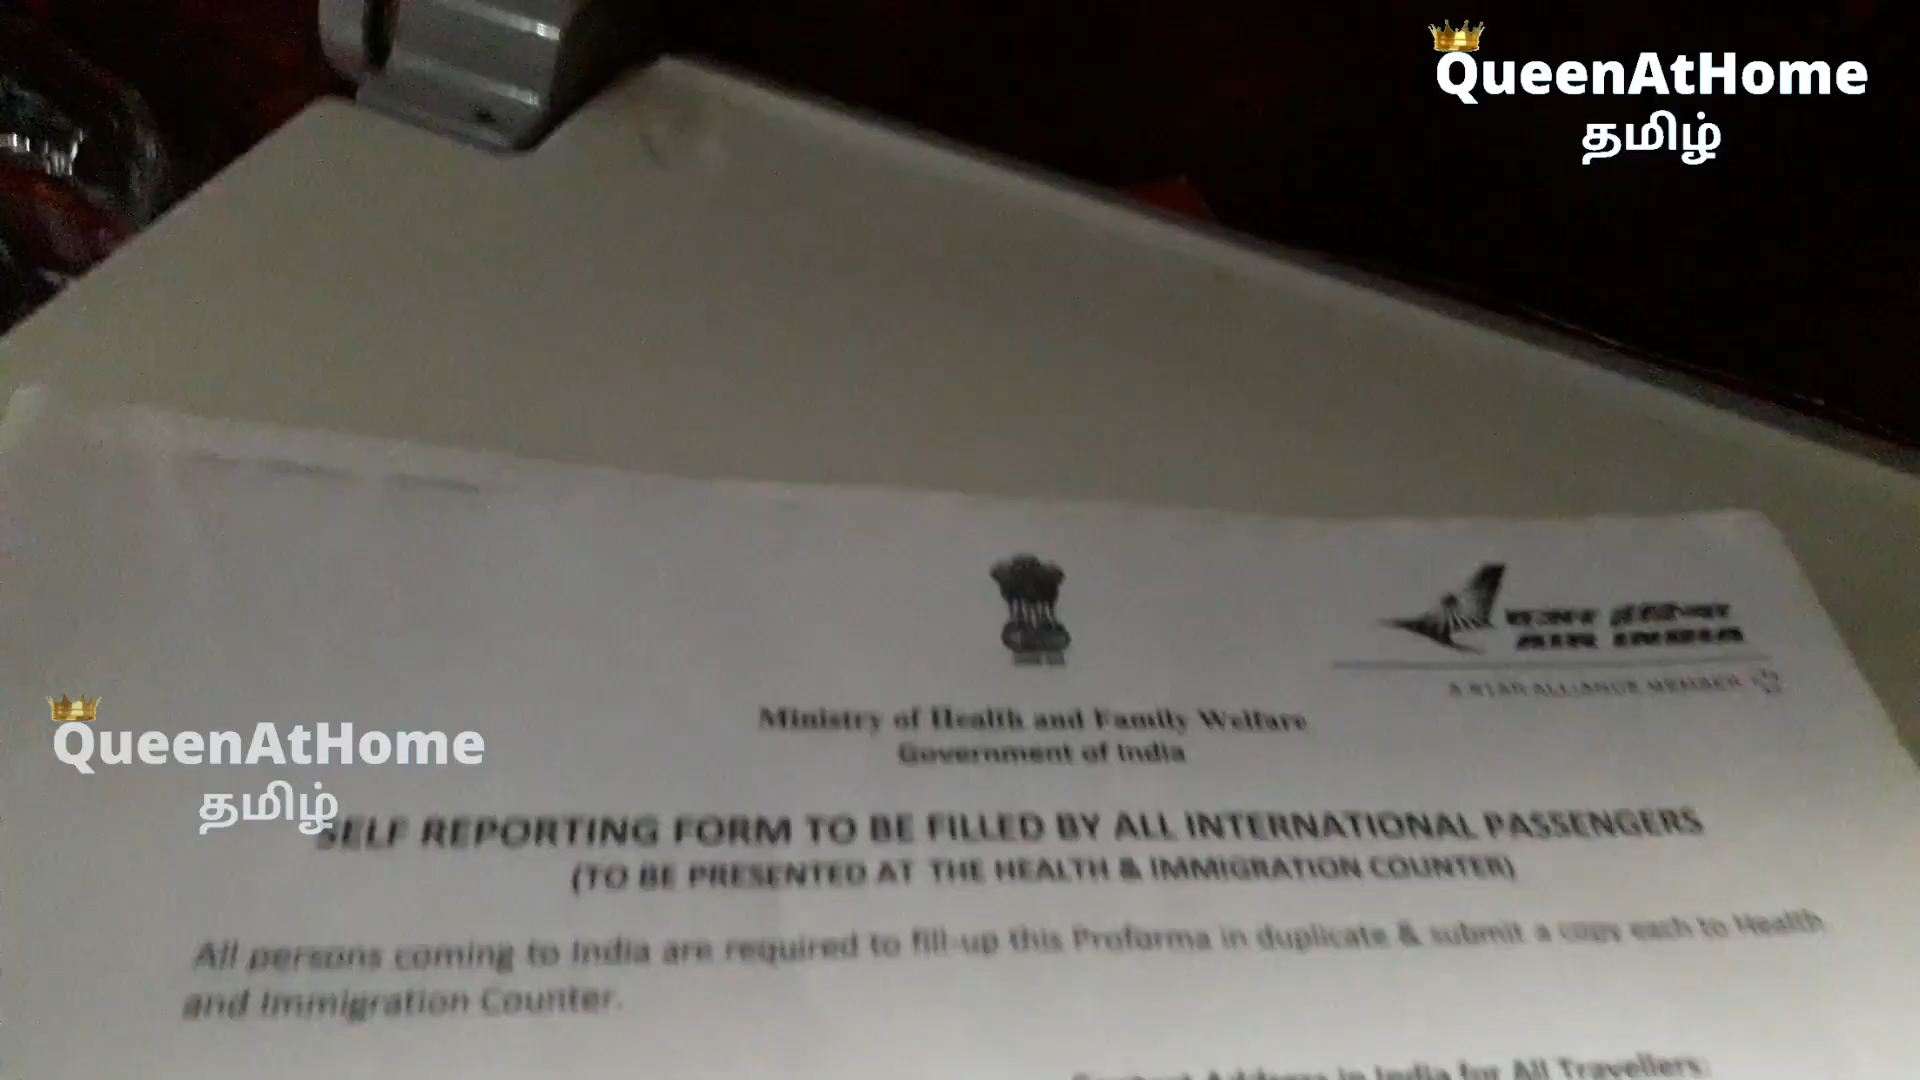 QueenAtHome
தமிழ்
एअर इंडिया
AIR INDIA
A STAR ALLIANCE MEMBER
Ministry of Health and Family Welfare
Government of India
QueenAtHome
தமிழ்
SELF REPORTING FORM TO BE FILLED BY ALL INTERNATIONAL PASSENGERS
(TO BE PRESENTED AT THE HEALTH & IMMIGRATION COUNTER)
All persons coming to India are required to fill-up this Proforma in duplicate & submit a copy each to Health
and Immigration Counter.
Contact Address in India for All Travellers: